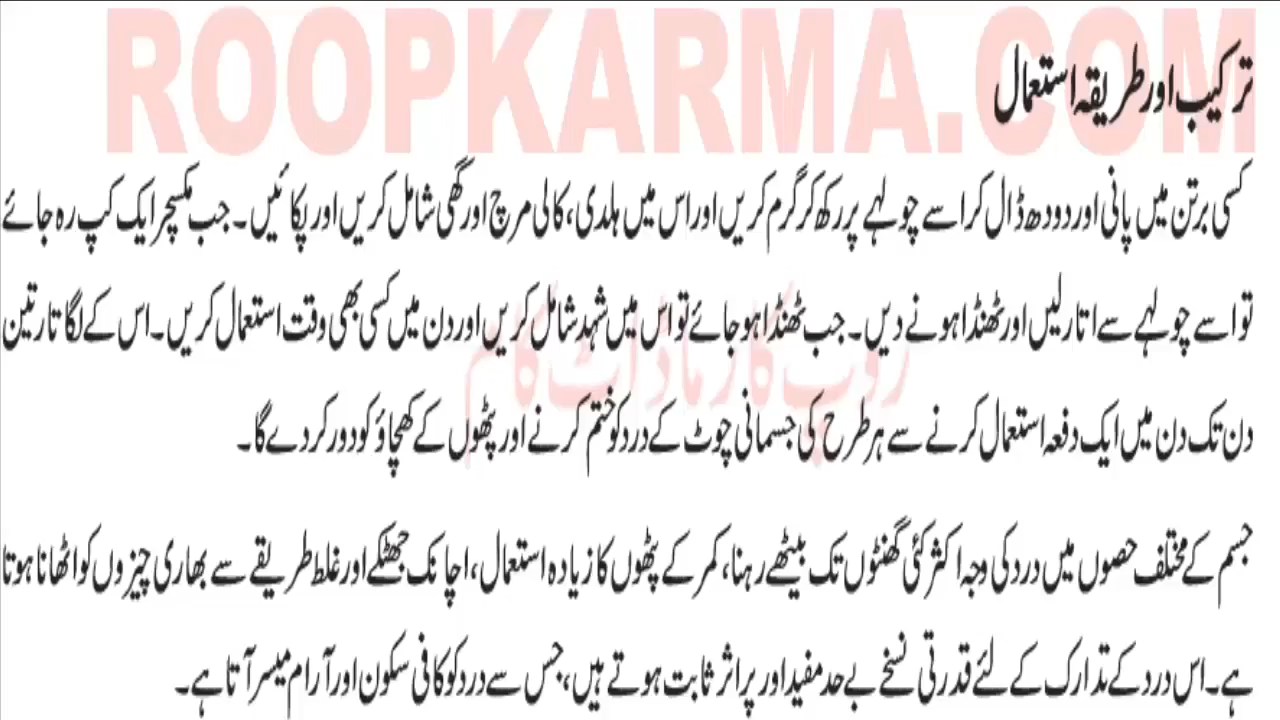 ROOPKARMA.COM
ترکیب اور طریقہ استعمال
کسی برتن میں پانی اور دودھ ڈال کر اسے چولہے پر رکھ کر گرم کریں اور اس میں ہلدی، کالی مرچ اور گھی شامل کریں اور پکائیں۔ جب مکسچر ایک کپ رہ جائے
تو اسے چولہے سے اتار لیں اور ٹھنڈا ہونے دیں۔ جب ٹھنڈا ہو جائے تو اس میں شہد شامل کریں اور دن میں کسی بھی وقت استعمال کریں۔ اس کے لگاتار تین
روپ کارما ڈاٹ کام
دن تک دن میں ایک دفعہ استعمال کرنے سے ہر طرح کی جسمانی چوٹ کے درد کو ختم کرنے اور پٹھوں کے کھچاؤ کو دور کر دے گا۔
جسم کے مختلف حصوں میں درد کی وجہ اکثر کئی گھنٹوں تک بیٹھے رہنا، کمر کے پٹھوں کا زیادہ استعمال، اچانک جھٹکے اور غلط طریقے سے بھاری چیزوں کو اٹھانا ہوتا
ہے۔ اس درد کے تدارک کے لئے قدرتی نسخے بے حد مفید اور پر اثر ثابت ہوتے ہیں، جس سے درد کو کافی سکون اور آرام میسر آتا ہے۔